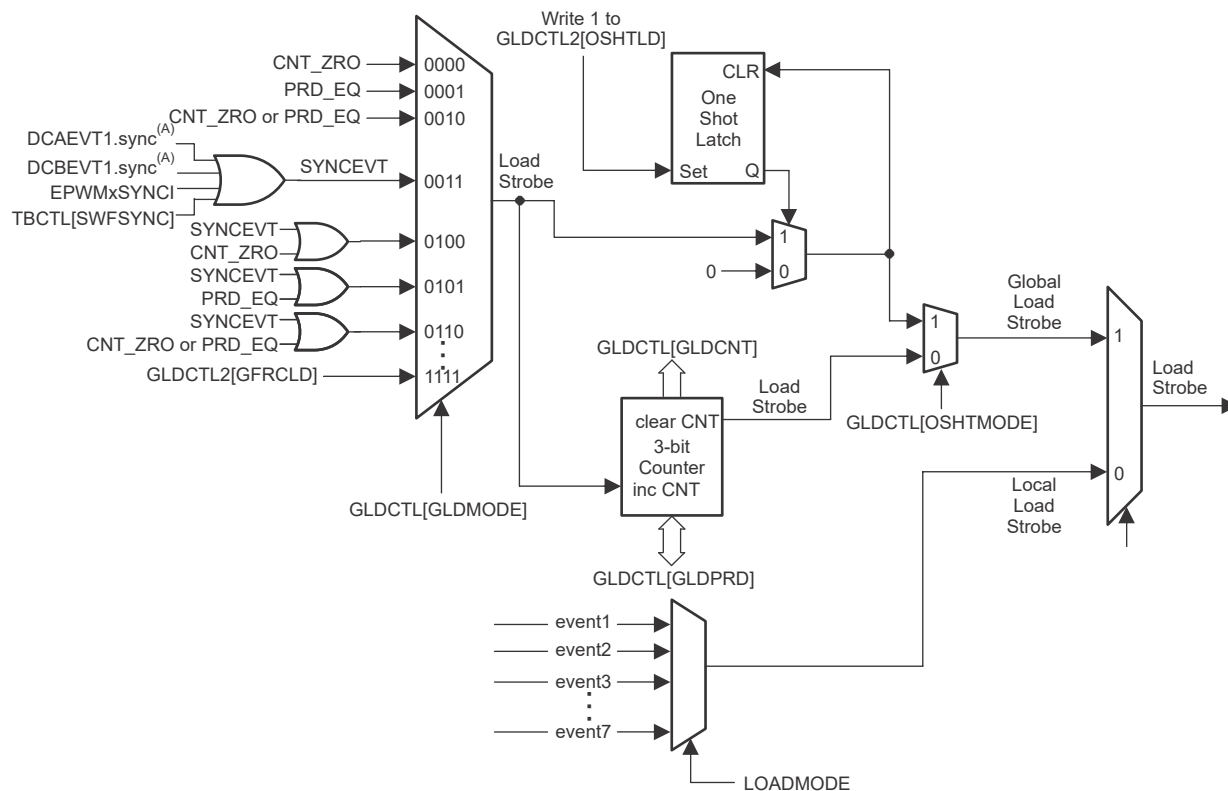 Write 1 to
GLDCTL2[OSHTLD]
CNT_ZRO
0000
PRD_EQ
0001
CNT_ZRO or PRD_EQ
0010
DCAEVT1.sync(A)
DCBEVT1.sync(A)
EPWMxSYNCI
TBCTL[SWFSYNC]
SYNCEVT
0011
SYNCEVT
CNT_ZRO
0100
SYNCEVT
PRD_EQ
0101
SYNCEVT
CNT_ZRO or PRD_EQ
0110
GLDCTL2[GFRCLD]
1111
GLDCTL[GLDMODE]
Load
Strobe
CLR
One
Shot
Latch
Set
Q
1
0
0
GLDCTL[GLDCNT]
clear CNT
3-bit
Counter
inc CNT
GLDCTL[GLDPRD]
Load
Strobe
1
0
GLDCTL[OSHTMODE]
Global
Load
Strobe
1
0
Local
Load
Strobe
Load
Strobe
event1
event2
event3
event7
LOADMODE